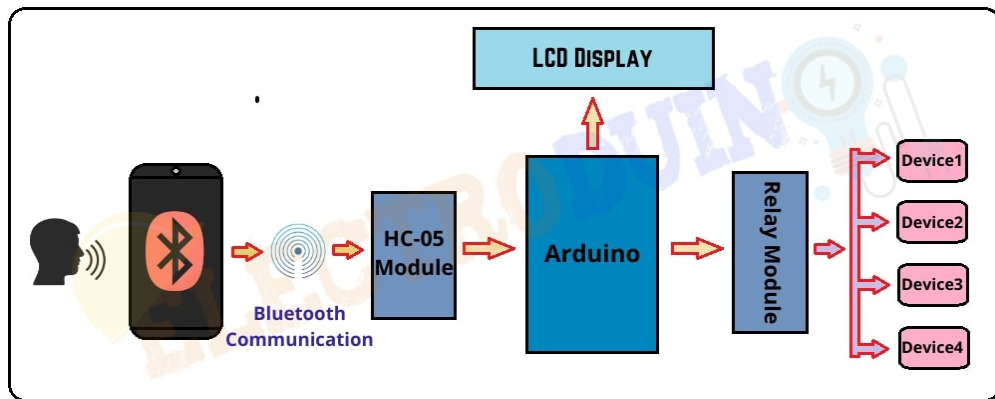 LCD DISPLAY
ELECTRODUINO
HC-05
Module
Arduino
Relay Module
Device1
Device2
Device3
Device4
Bluetooth
Communication